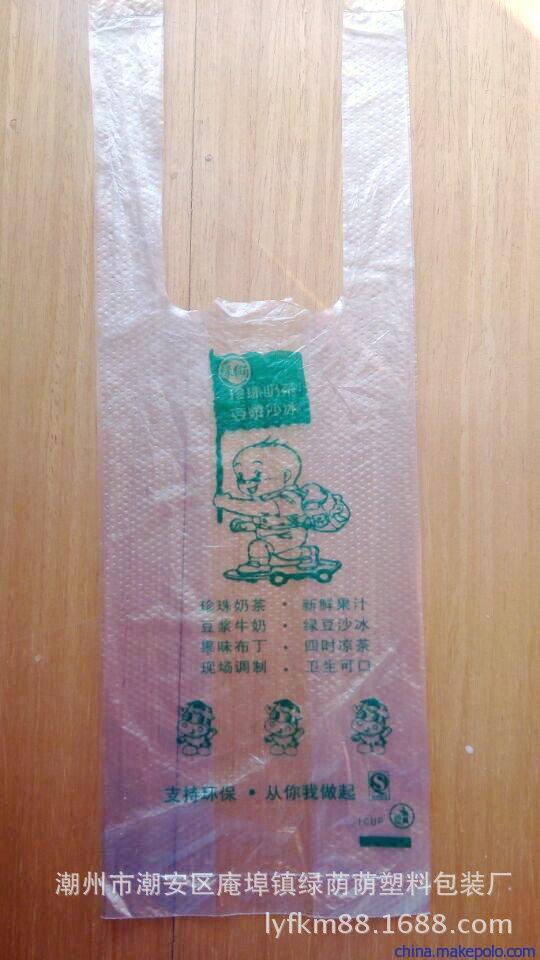 珍珠奶茶
豆浆沙冰
珍珠奶茶 · 新鲜果汁
豆浆牛奶 · 绿豆沙冰
果味布丁 · 四时凉茶
现场调制 · 卫生可口
支持环保 · 从你我做起
1CUP
潮州市潮安区庵埠镇绿荫荫塑料包装厂
lyfkm88.1688.com
china.makepolo.com